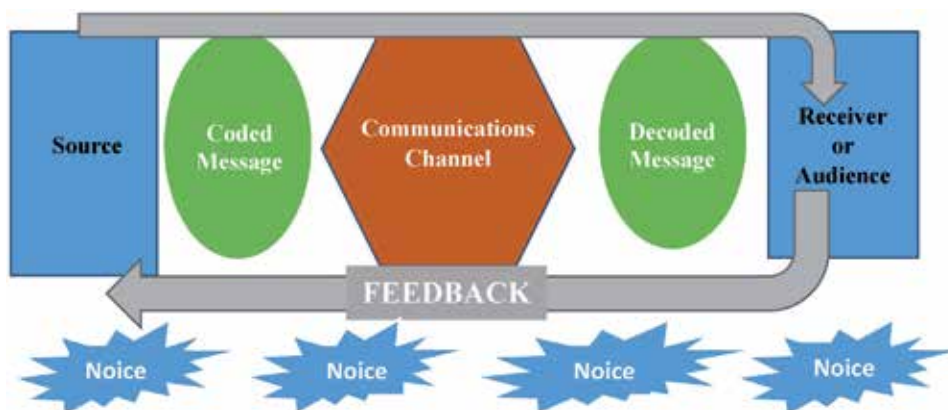 Source
Coded
Message
Communications
Channel
Decoded
Message
Receiver
or
Audience
FEEDBACK
Noice
Noice
Noice
Noice